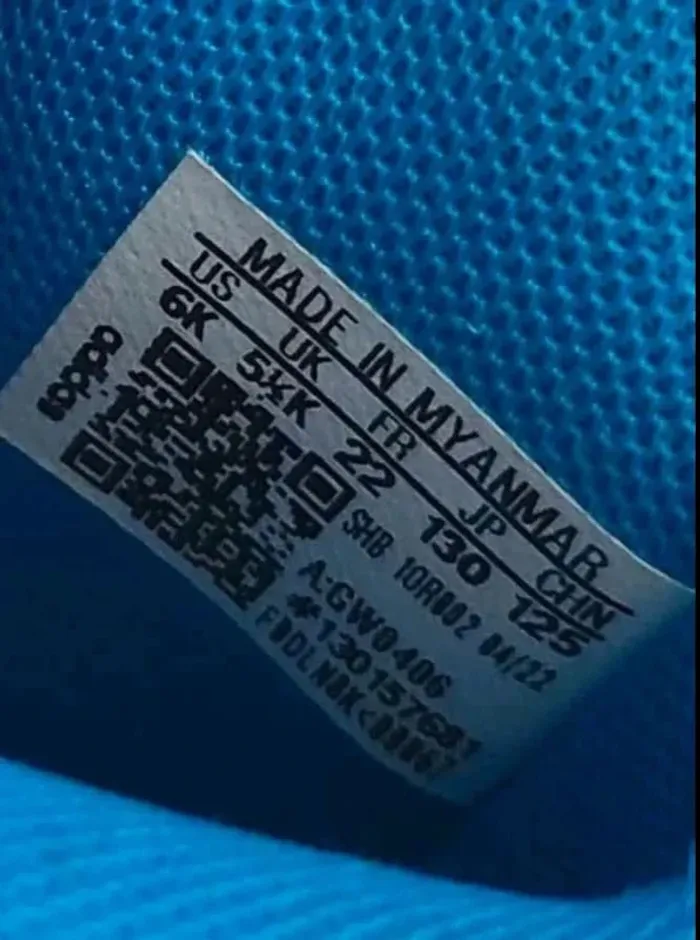 MADE IN MYANMAR
US UK FR JP CHN
6K 5½K 22 130 125
SHB 10R002 04/22
A:GW0406
#130157681